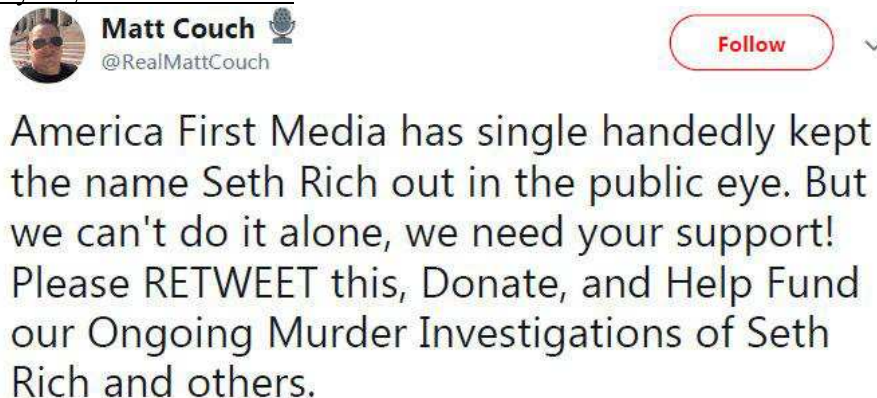 Matt Couch
@RealMattCouch
Follow
America First Media has single handedly kept
the name Seth Rich out in the public eye. But
we can't do it alone, we need your support!
Please RETWEET this, Donate, and Help Fund
our Ongoing Murder Investigations of Seth
Rich and others.